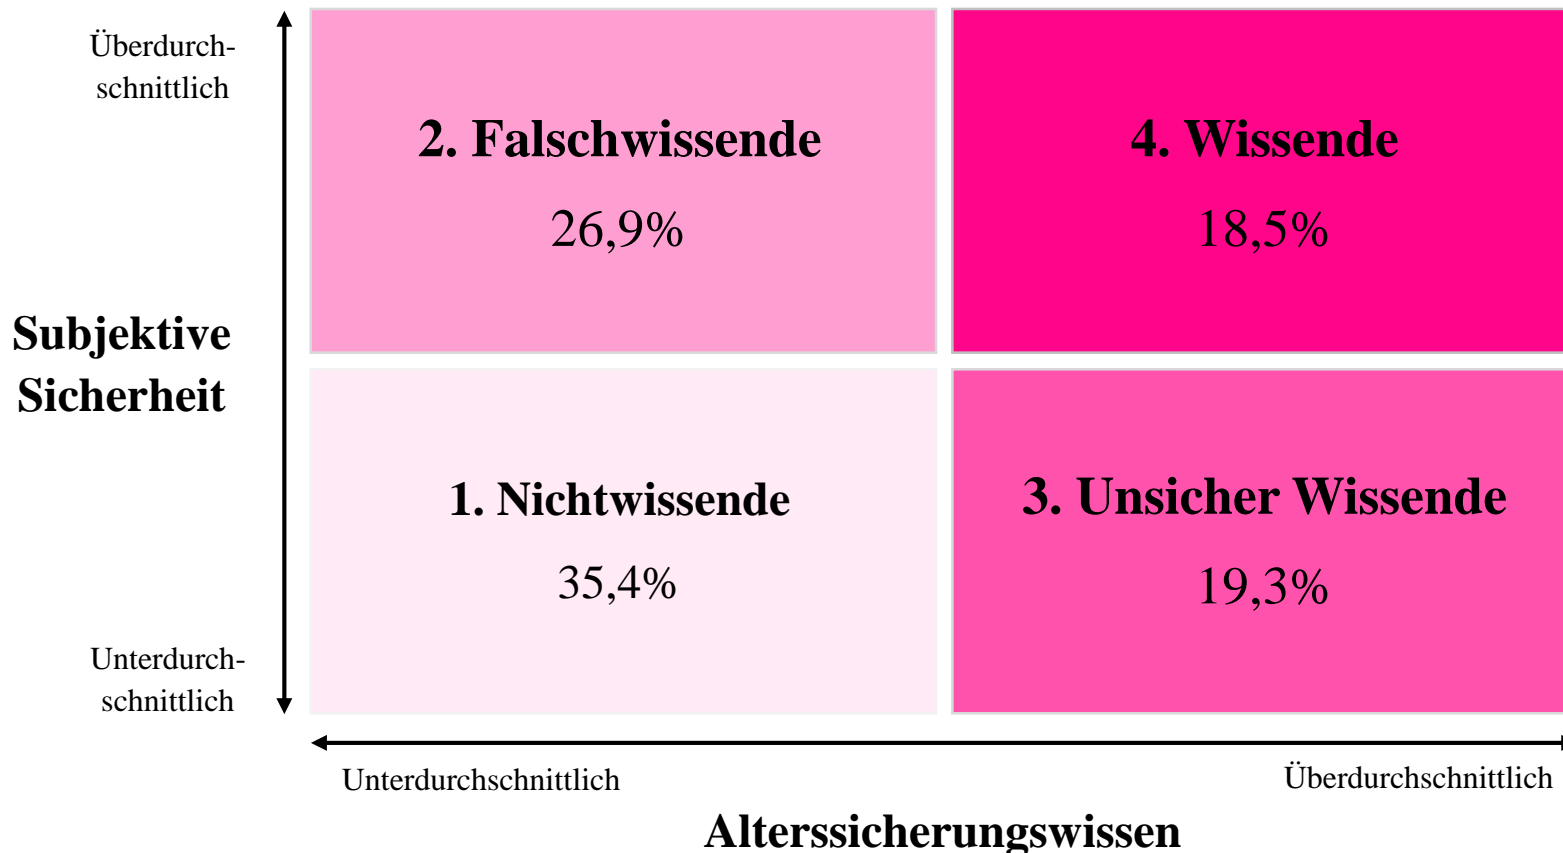 Überdurch-
schnittlich
2. Falschwissende
26,9%
4. Wissende
18,5%
Subjektive
Sicherheit
1. Nichtwissende
35,4%
3. Unsicher Wissende
19,3%
Unterdurch-
schnittlich
Unterdurchschnittlich
Überdurchschnittlich
Alterssicherungswissen